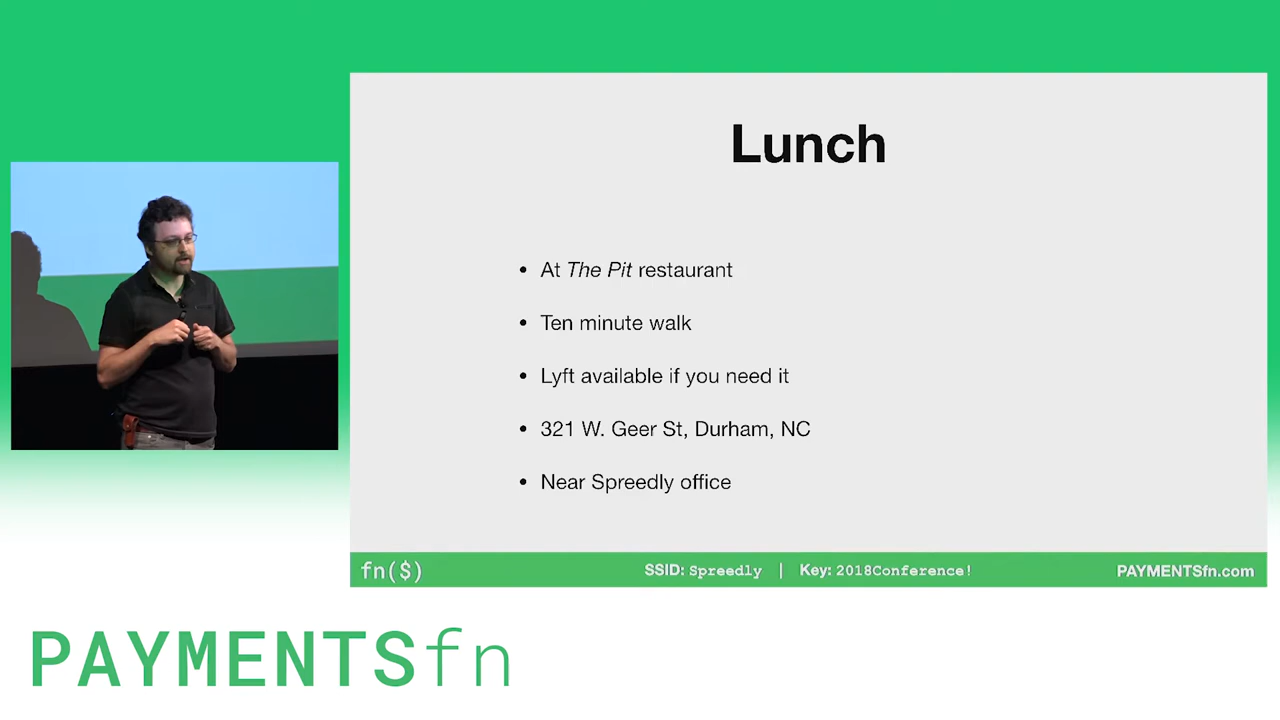 Lunch
• At The Pit restaurant
• Ten minute walk
• Lyft available if you need it
• 321 W. Geer St, Durham, NC
• Near Spreedly office
fn($) SSID: Spreedly | Key: 2018Conference! PAYMENTSfn.com
PAYMENTSfn